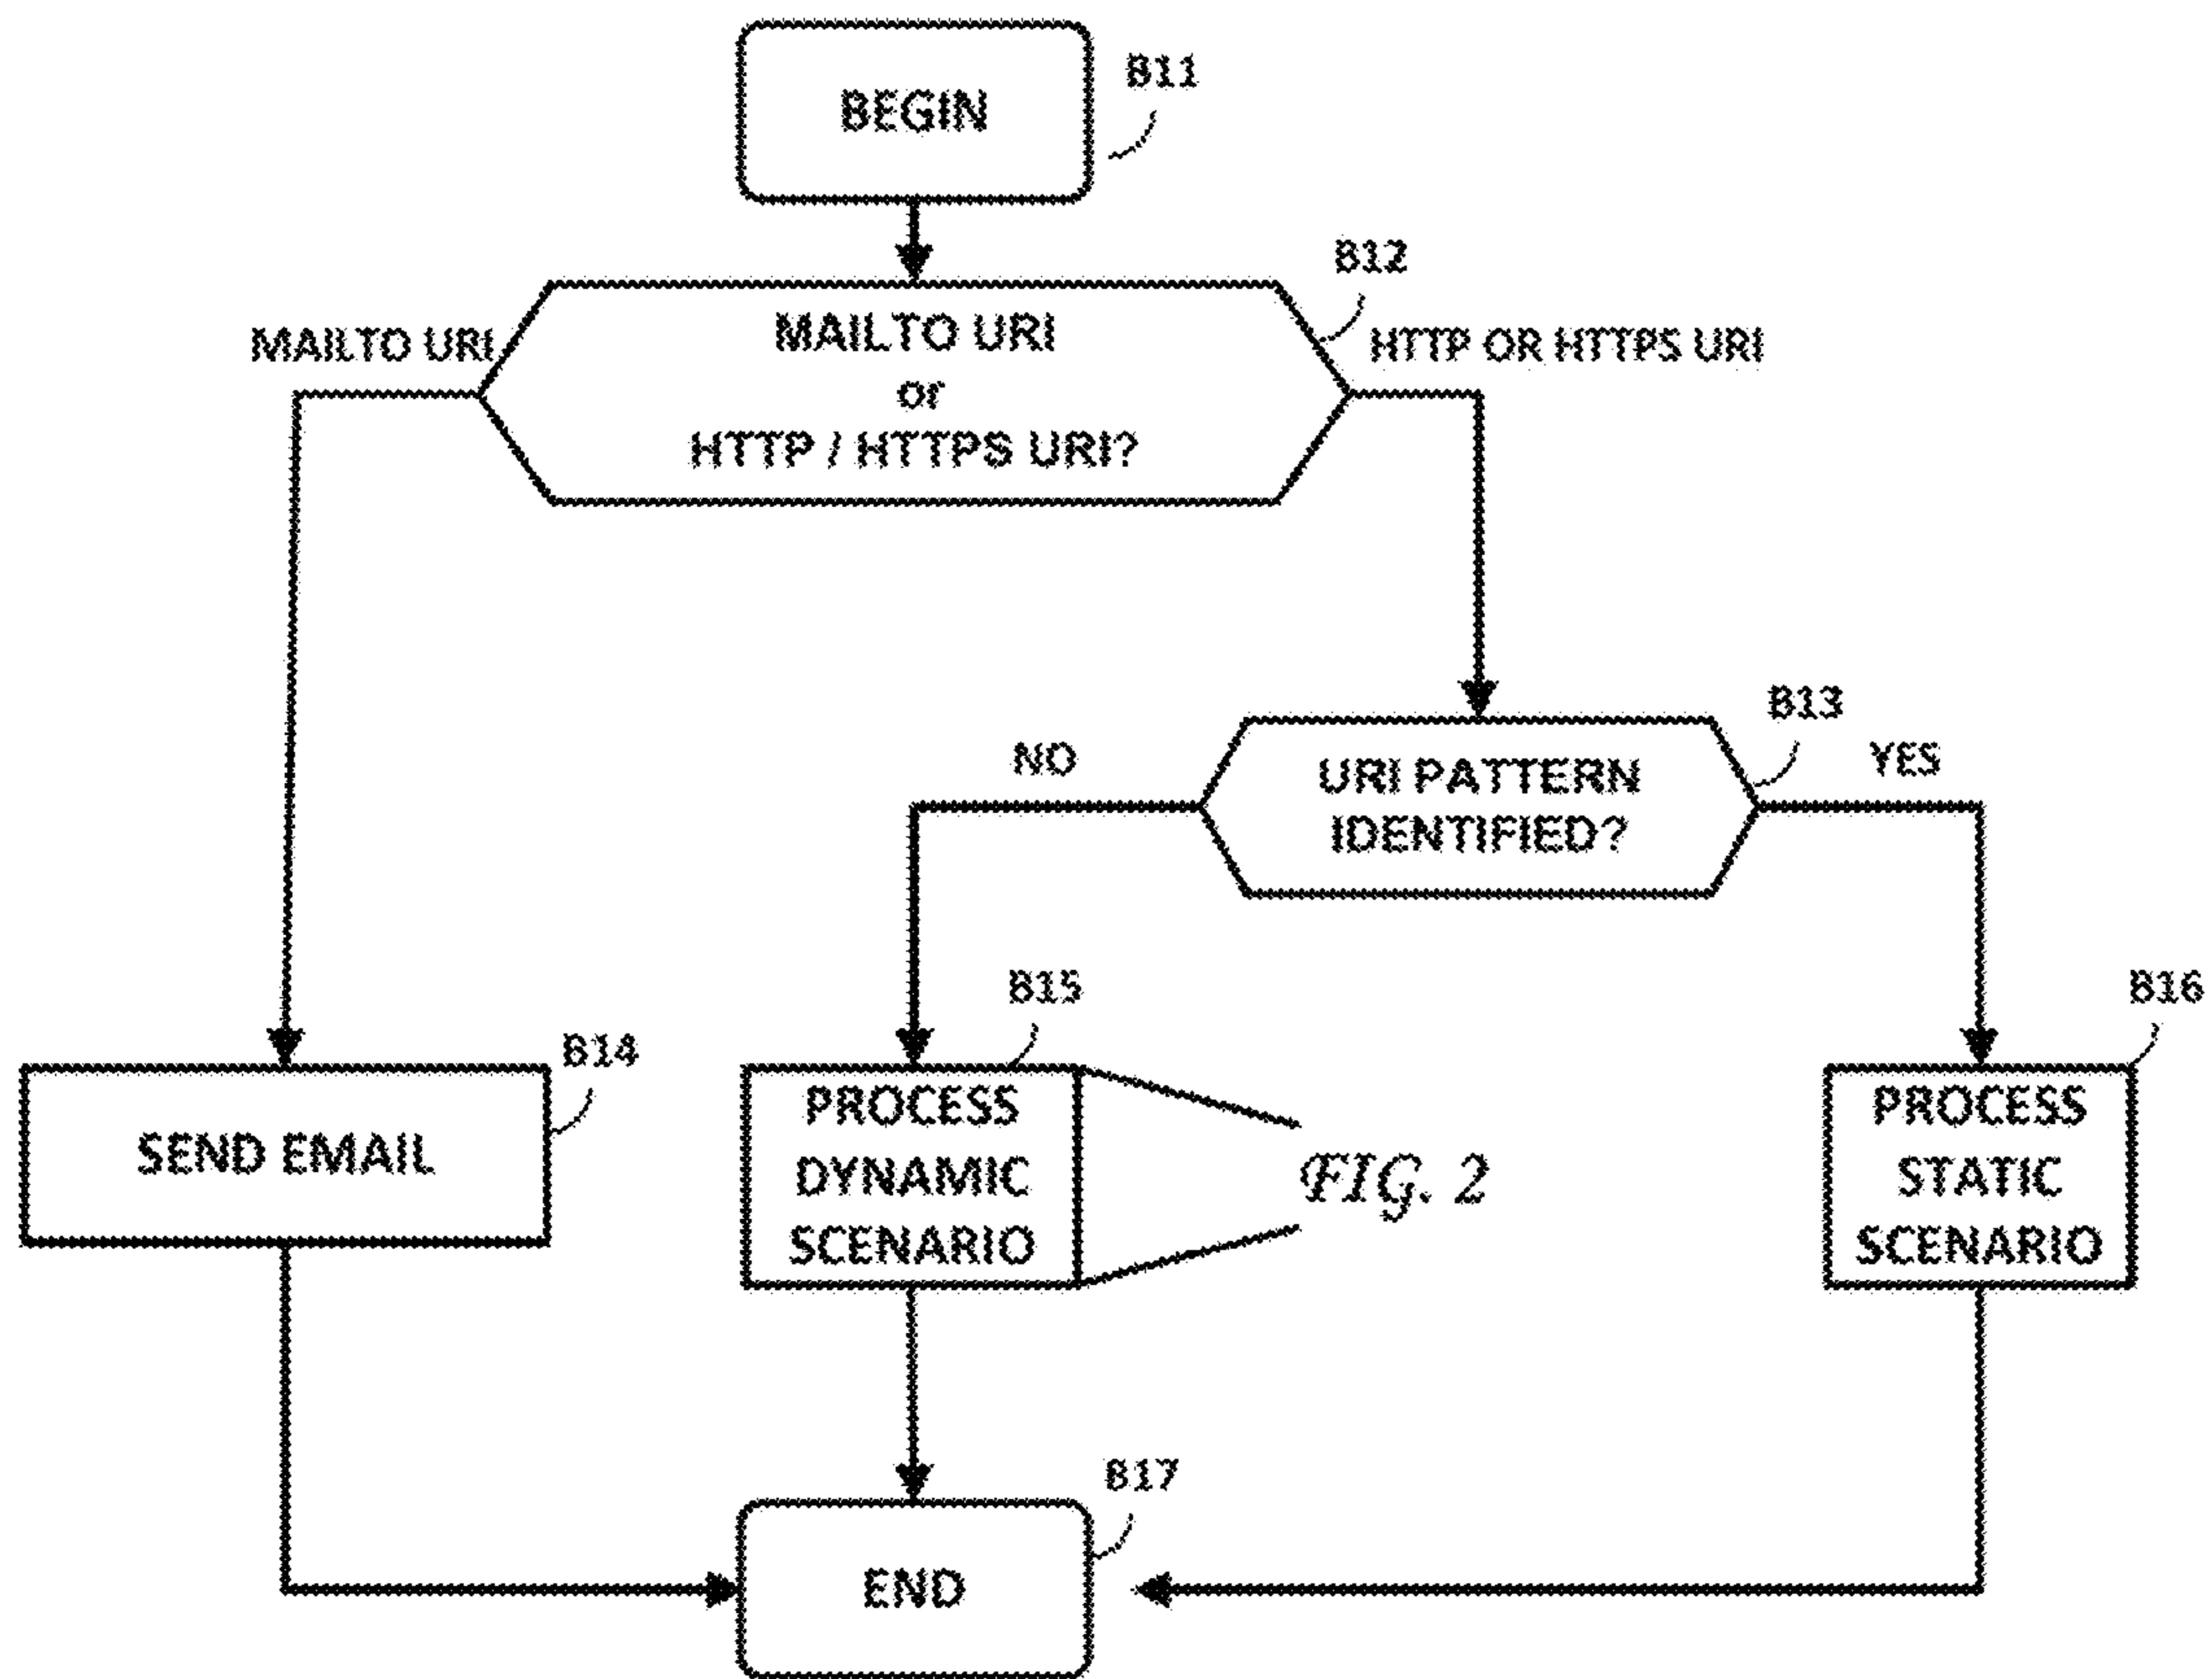 BEGIN
B11
B12
MAILTO URI
MAILTO URI
or
HTTP / HTTPS URI?
HTTP OR HTTPS URI
B13
NO
URI PATTERN
IDENTIFIED?
YES
B14
SEND EMAIL
B15
PROCESS
DYNAMIC
SCENARIO
FIG. 2
B16
PROCESS
STATIC
SCENARIO
B17
END